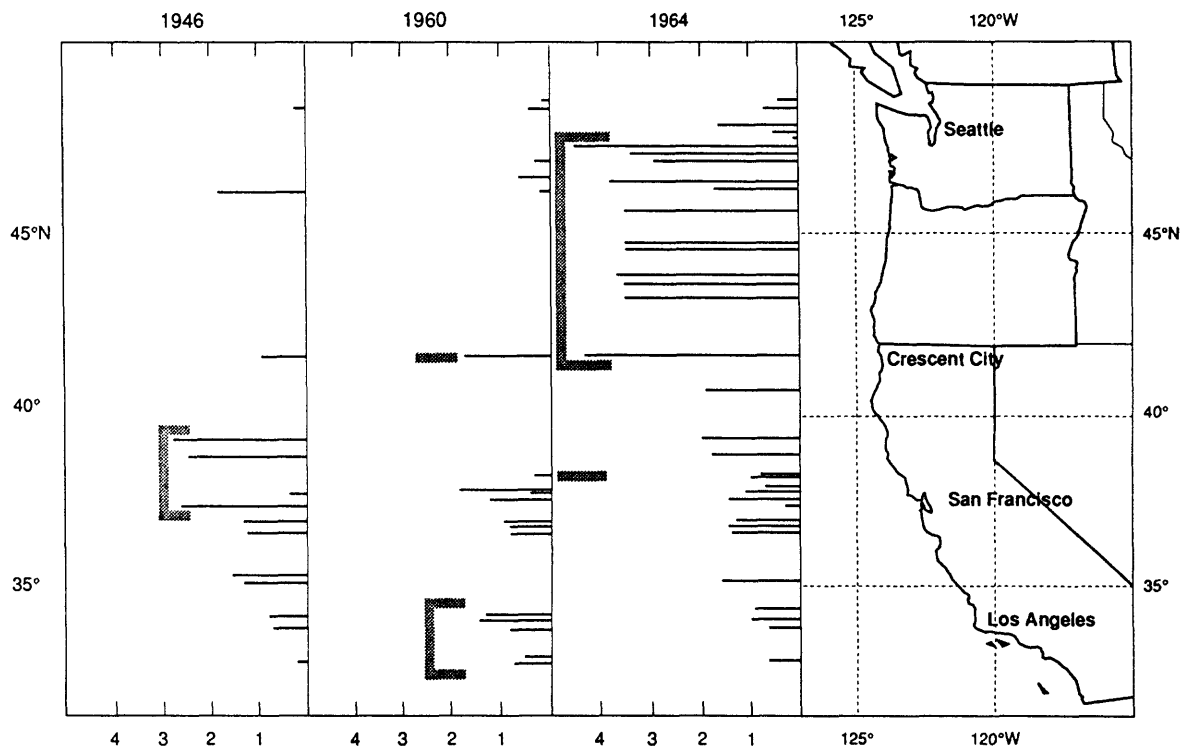 1946 1960 1964 125° 120°W
Seattle
45°N 45°N
Crescent City
40° 40°
San Francisco
35° 35°
Los Angeles
4 3 2 1 4 3 2 1 4 3 2 1 125° 120°W